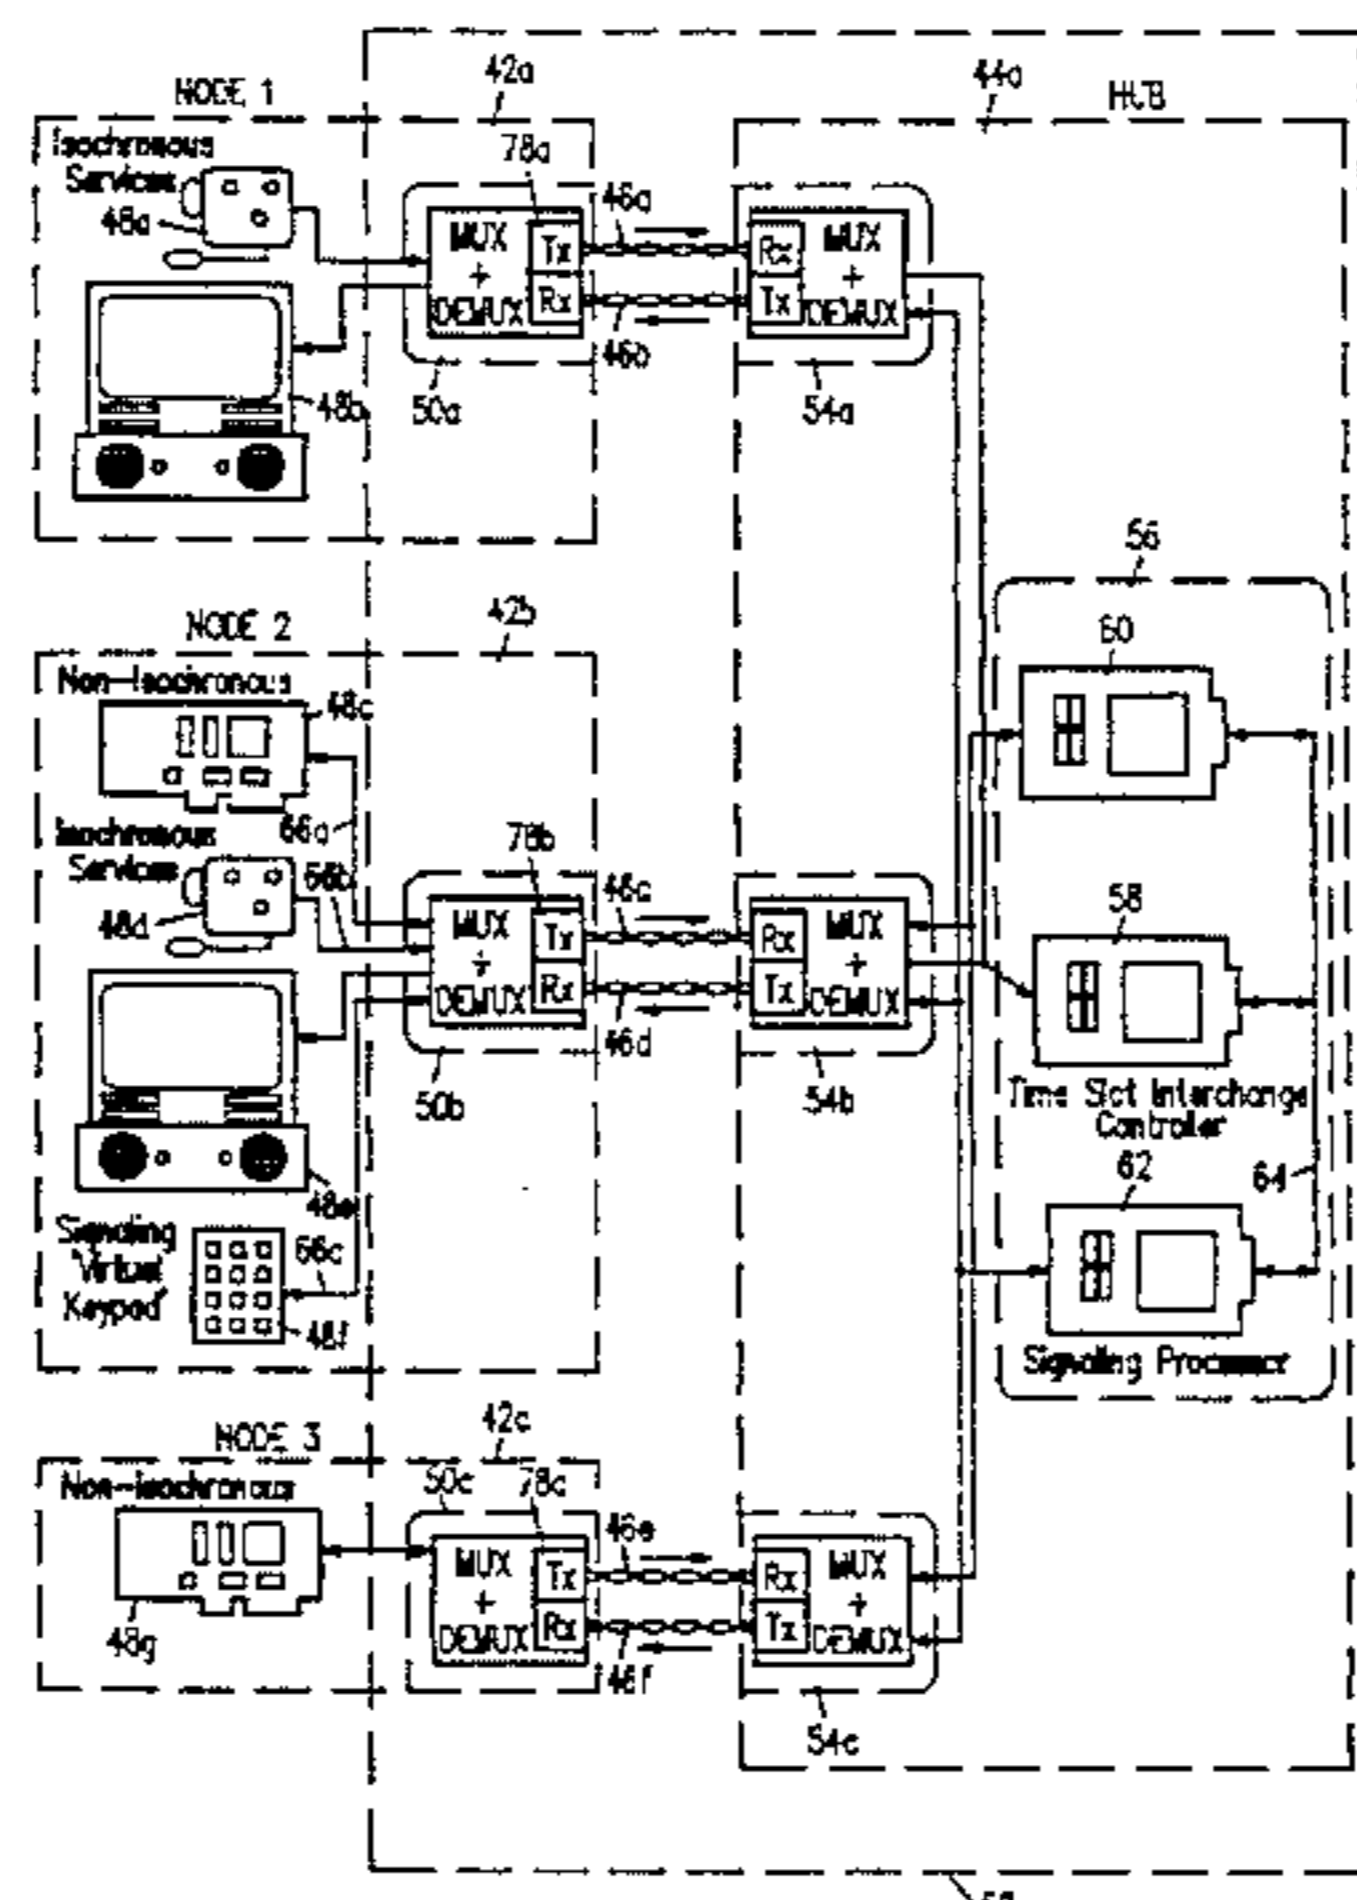 NODE 1
42a
44a
HUB
Isochronous
Services
78a
48a
46a
MUX
+
DEMUX
Tx
Rx
Rx
Tx
MUX
+
DEMUX
46b
48b
50a
54a
56
NODE 2
42b
60
Non-Isochronous
48c
66a
Isochronous
Services
78b
66b
46c
58
48d
MUX
+
DEMUX
Tx
Rx
Rx
Tx
MUX
+
DEMUX
46d
50b
54b
Time Slot Interchange
Controller
62
64
48e
Signaling
"Virtual
Keypad"
66c
48f
Signaling Processor
NODE 3
42c
Non-Isochronous
50c
78c
46e
MUX
+
DEMUX
Tx
Rx
Rx
Tx
MUX
+
DEMUX
48g
46f
54c